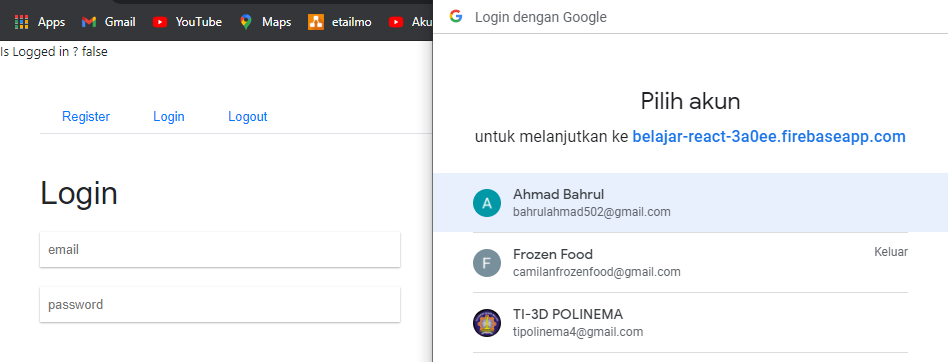 Apps Gmail YouTube Maps etailmo Aku
Is Logged in ? false
Register Login Logout
Login
email
password
Login dengan Google
Pilih akun
untuk melanjutkan ke belajar-react-3a0ee.firebaseapp.com
A
Ahmad Bahrul
bahrulahmad502@gmail.com
F
Frozen Food
Keluar
camilanfrozenfood@gmail.com
TI-3D POLINEMA
tipolinema4@gmail.com